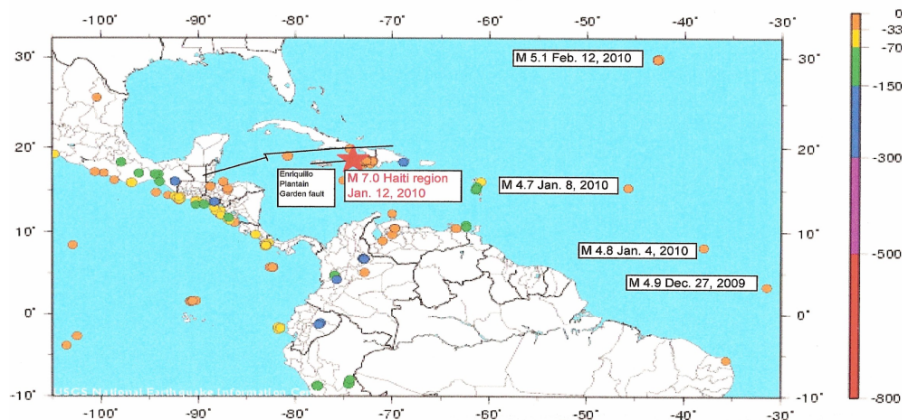 -100° -90° -80° -70° -60° -50° -40°
0
-33
-70
-150
-300
-500
-800
30° 30°
20° 20°
10° 10°
0° 0°
-10° -10°
M 5.1 Feb. 12, 2010
Enriquillo
Plantain
Garden fault
M 7.0 Haiti region
Jan. 12, 2010
M 4.7 Jan. 8, 2010
M 4.8 Jan. 4, 2010
M 4.9 Dec. 27, 2009
USGS National Earthquake Information Cen
-100° -90° -80° -70° -60° -50° -40°